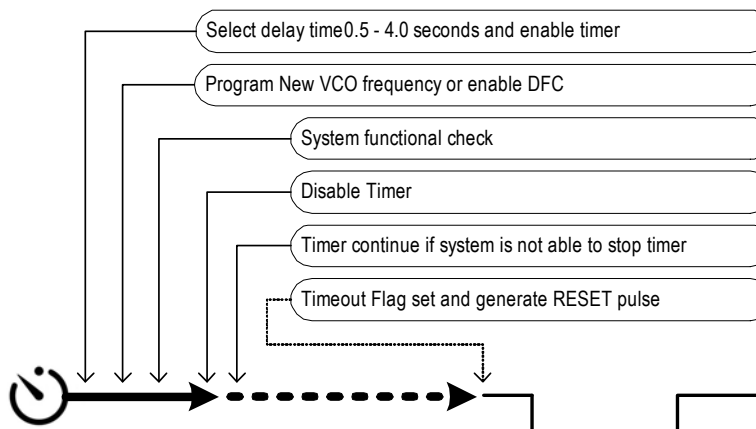 Select delay time0.5 - 4.0 seconds and enable timer
Program New VCO frequency or enable DFC
System functional check
Disable Timer
Timer continue if system is not able to stop timer
Timeout Flag set and generate RESET pulse